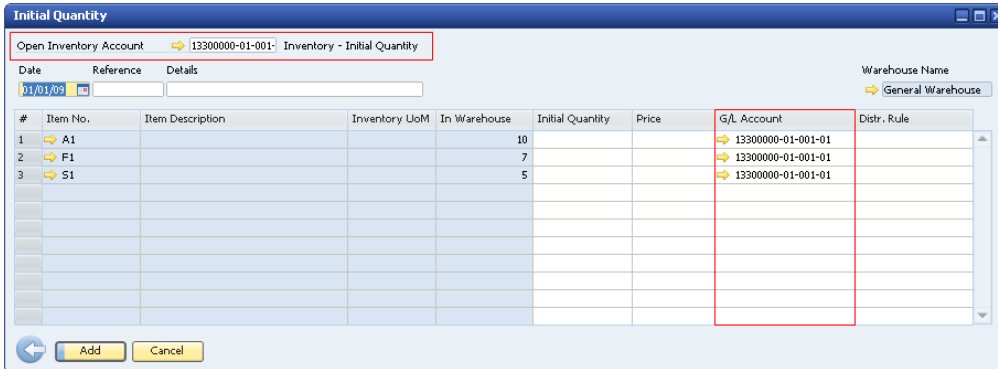 Initial Quantity
Open Inventory Account 13300000-01-001- Inventory - Initial Quantity
Date Reference Details Warehouse Name
01/01/09 General Warehouse
# Item No. Item Description Inventory UoM In Warehouse Initial Quantity Price G/L Account Distr. Rule
1 A1 10 13300000-01-001-01
2 F1 7 13300000-01-001-01
3 S1 5 13300000-01-001-01
Add Cancel